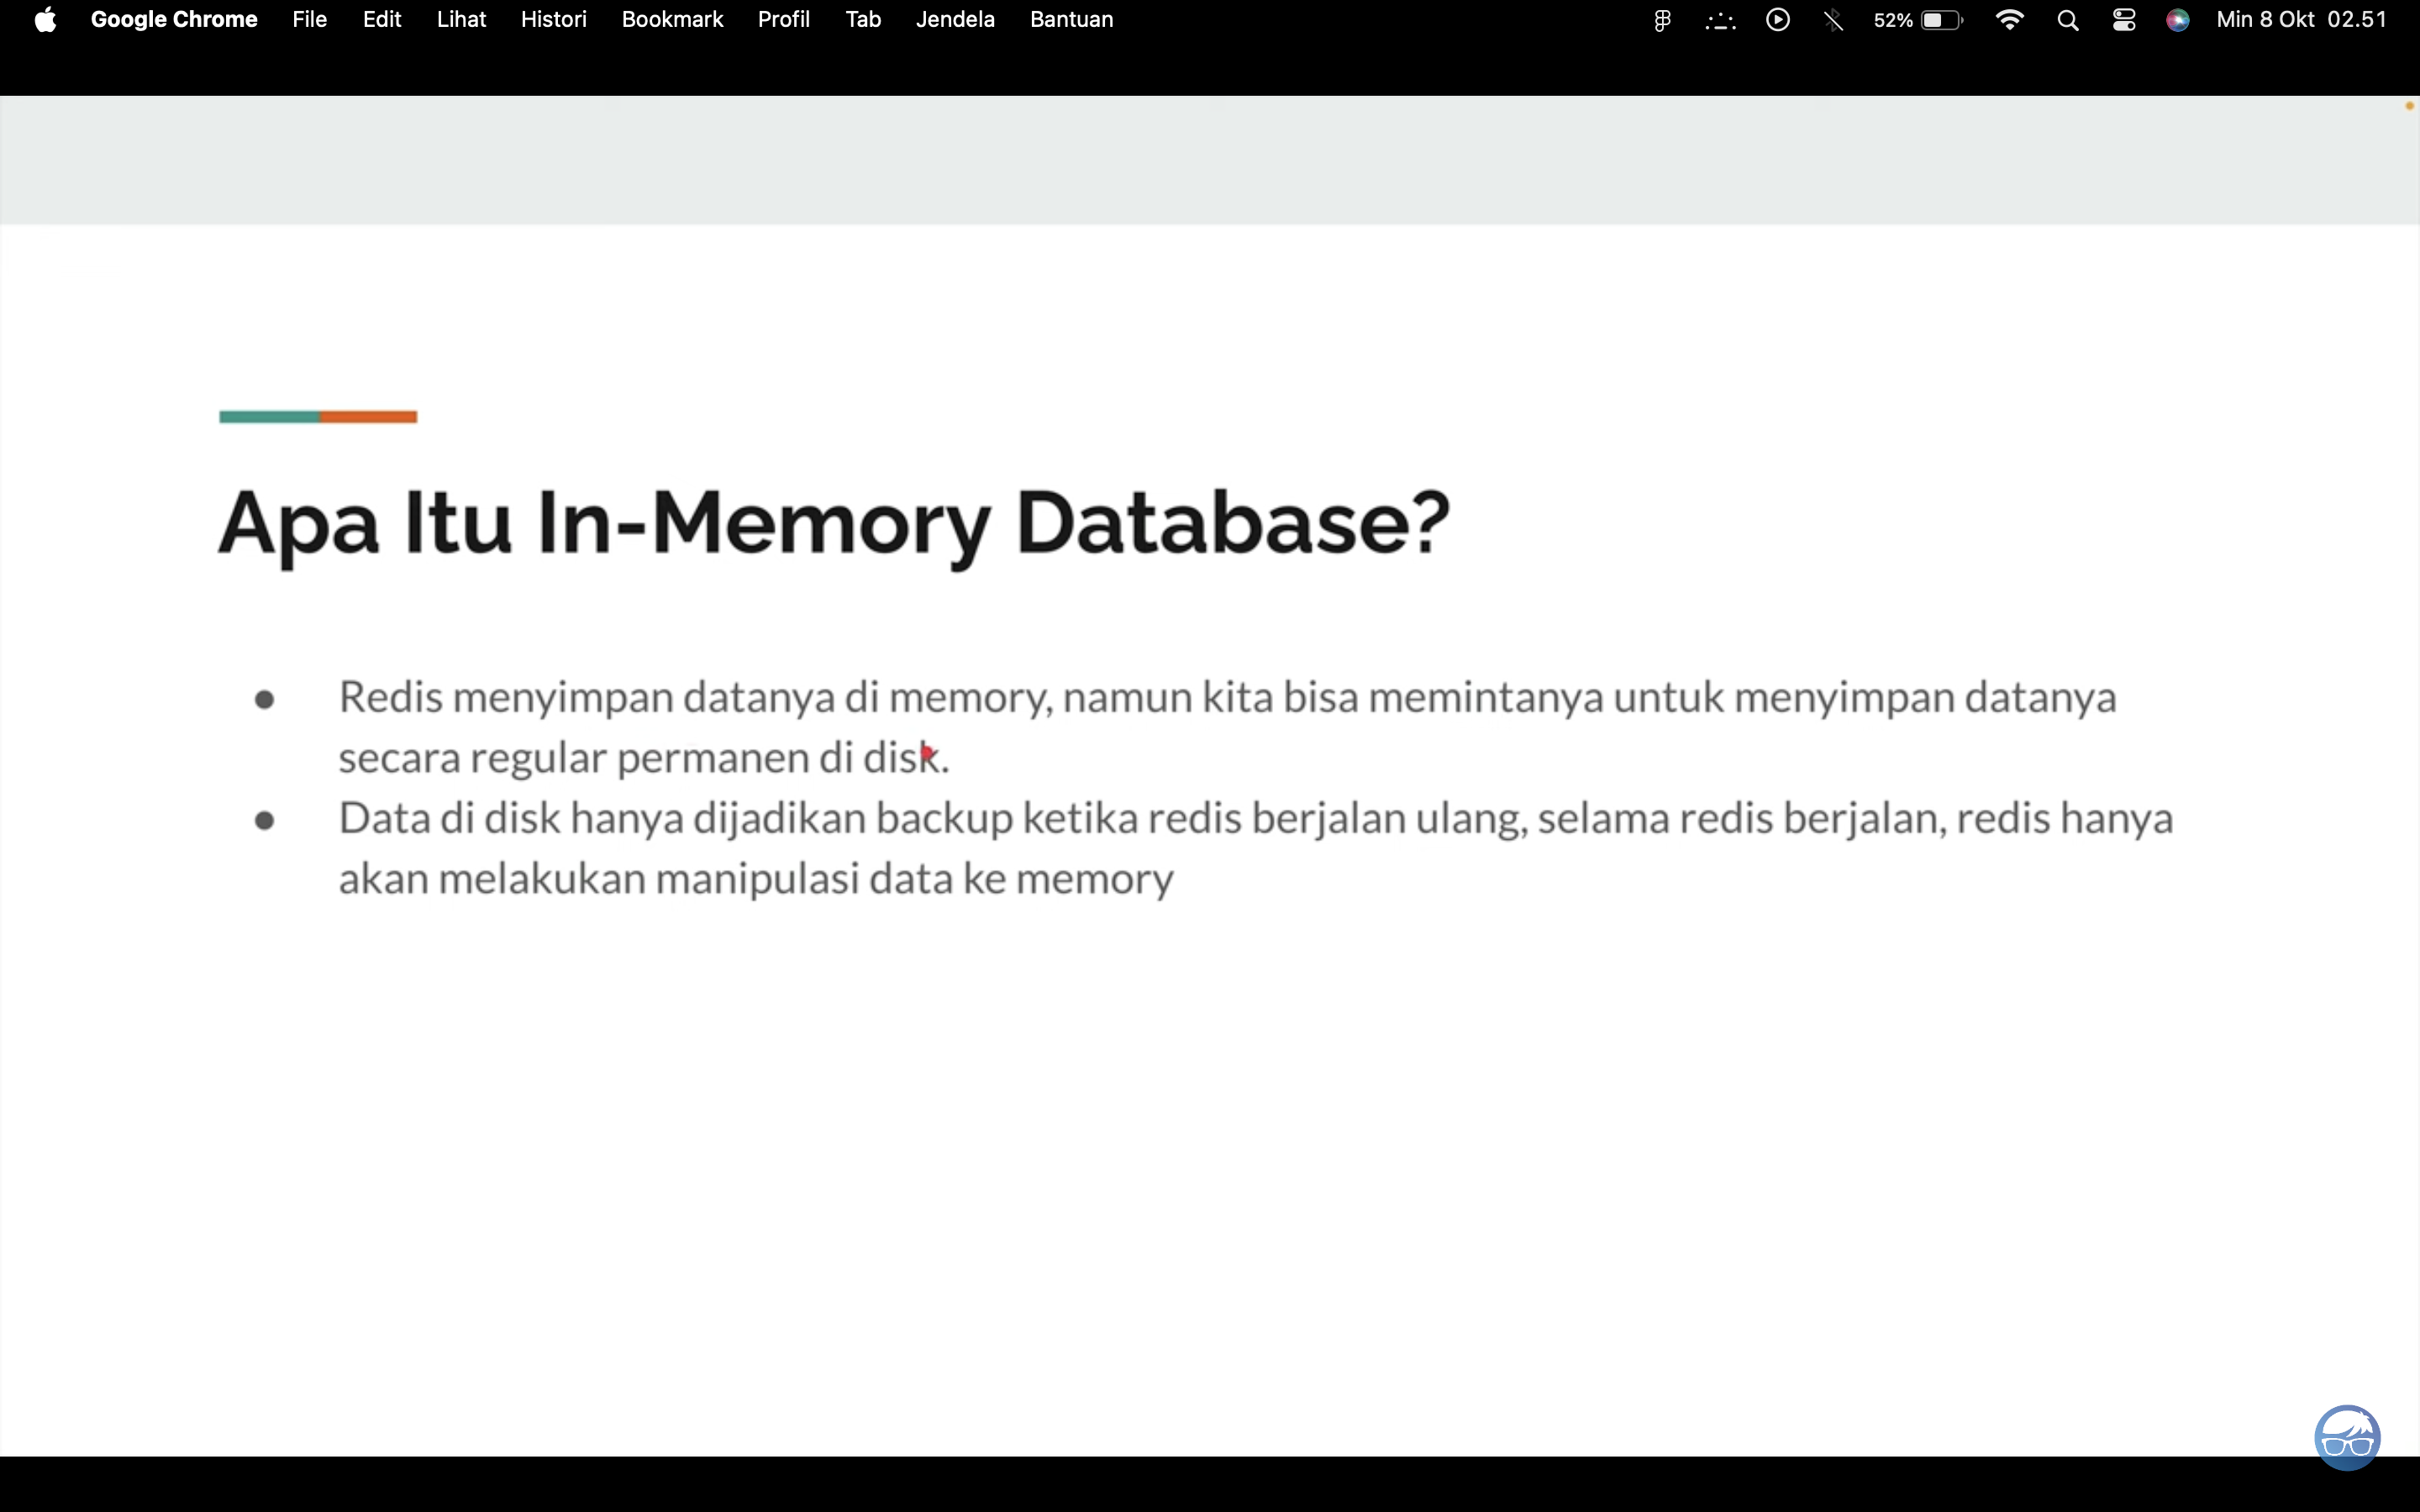 Google Chrome File Edit Lihat Histori Bookmark Profil Tab Jendela Bantuan 52% Min 8 Okt 02.51
Apa Itu In-Memory Database?
● Redis menyimpan datanya di memory, namun kita bisa memintanya untuk menyimpan datanya
secara regular permanen di disk.
● Data di disk hanya dijadikan backup ketika redis berjalan ulang, selama redis berjalan, redis hanya
akan melakukan manipulasi data ke memory